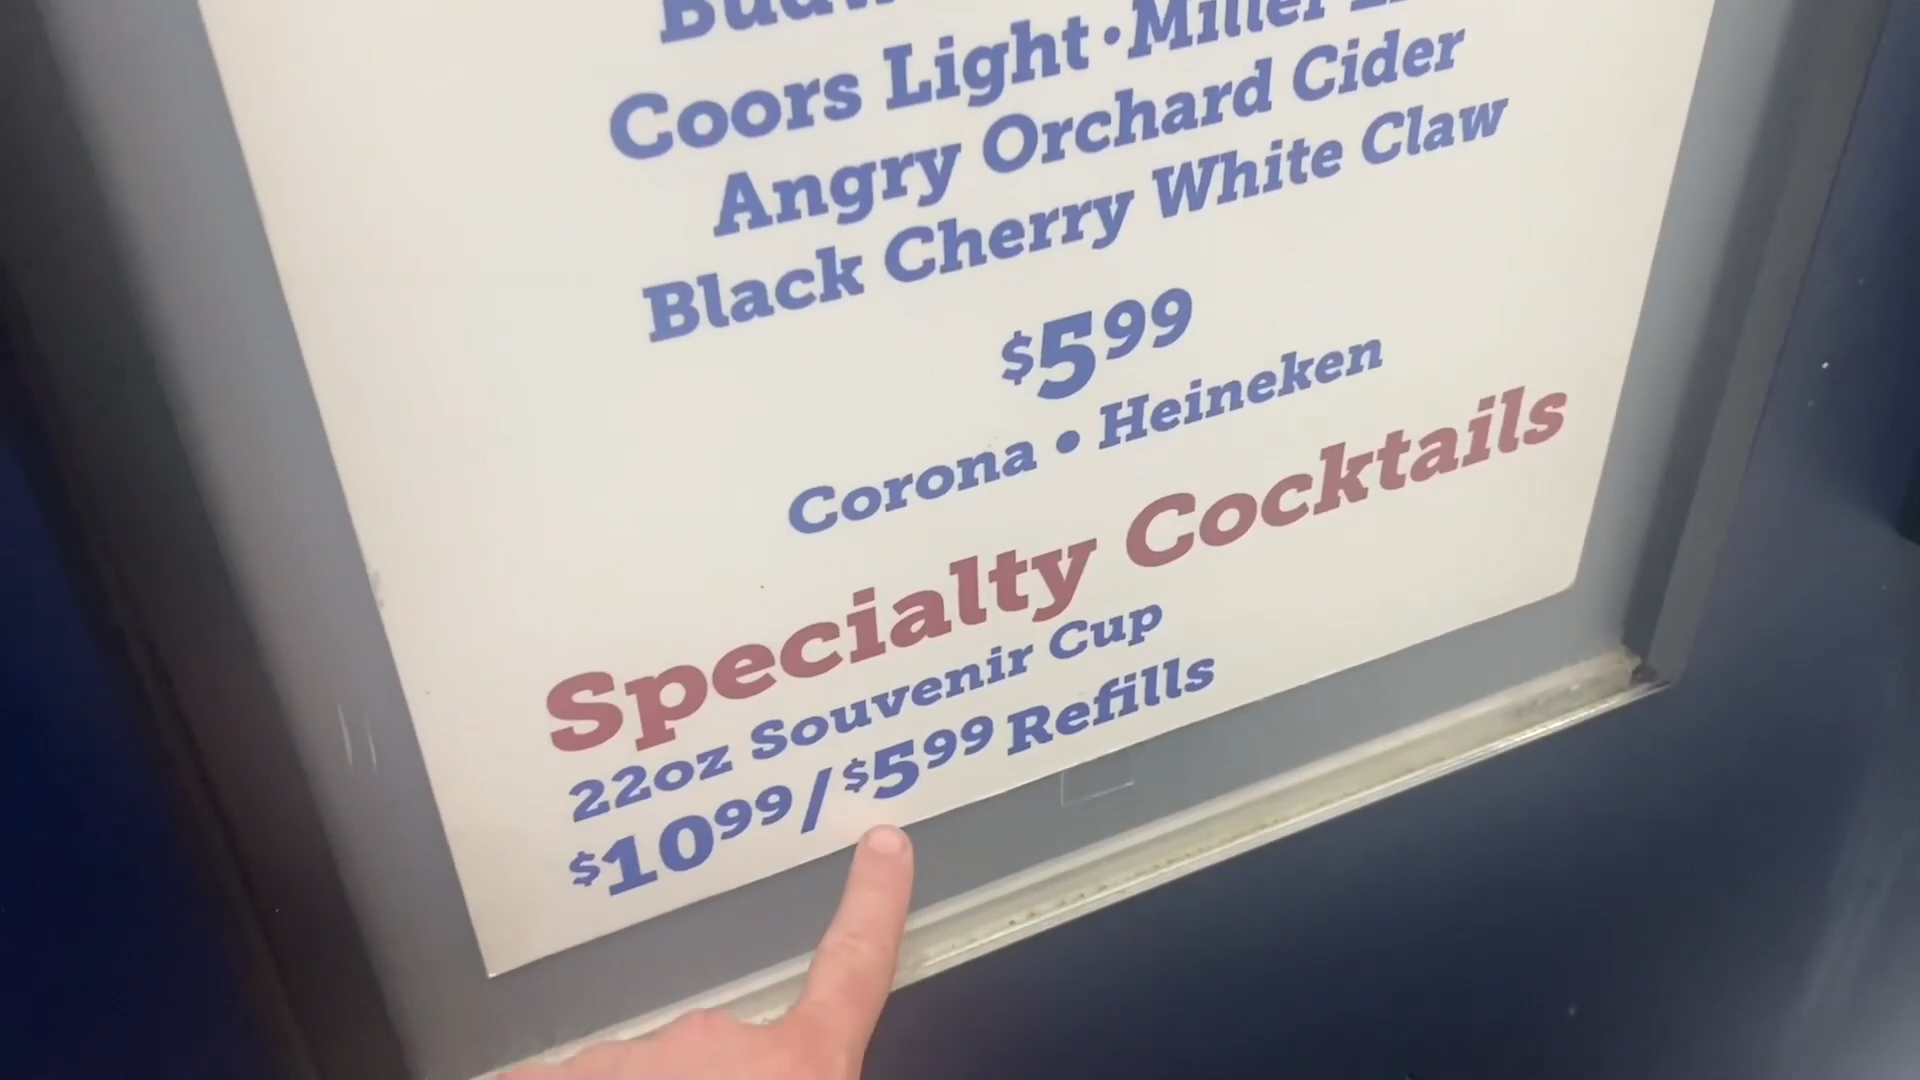 Coors Light • Miller
Angry Orchard Cider
Black Cherry White Claw
$5.99
Corona • Heineken
Specialty Cocktails
22oz Souvenir Cup
$10.99/$5.99 Refills